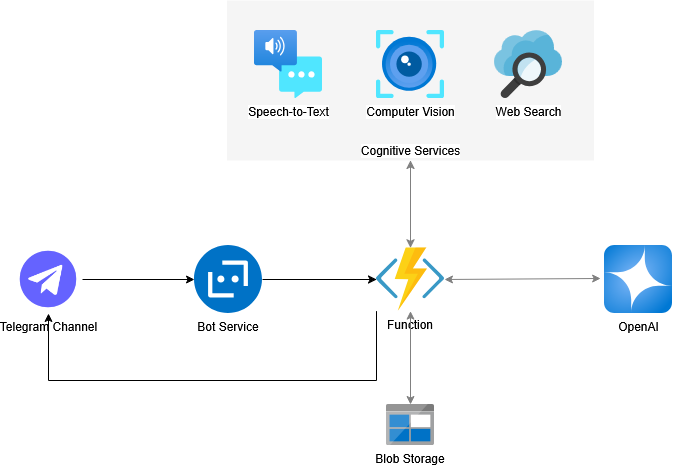 Speech-to-Text
Computer Vision
Web Search
Cognitive Services
Telegram Channel
Bot Service
Function
OpenAI
Blob Storage